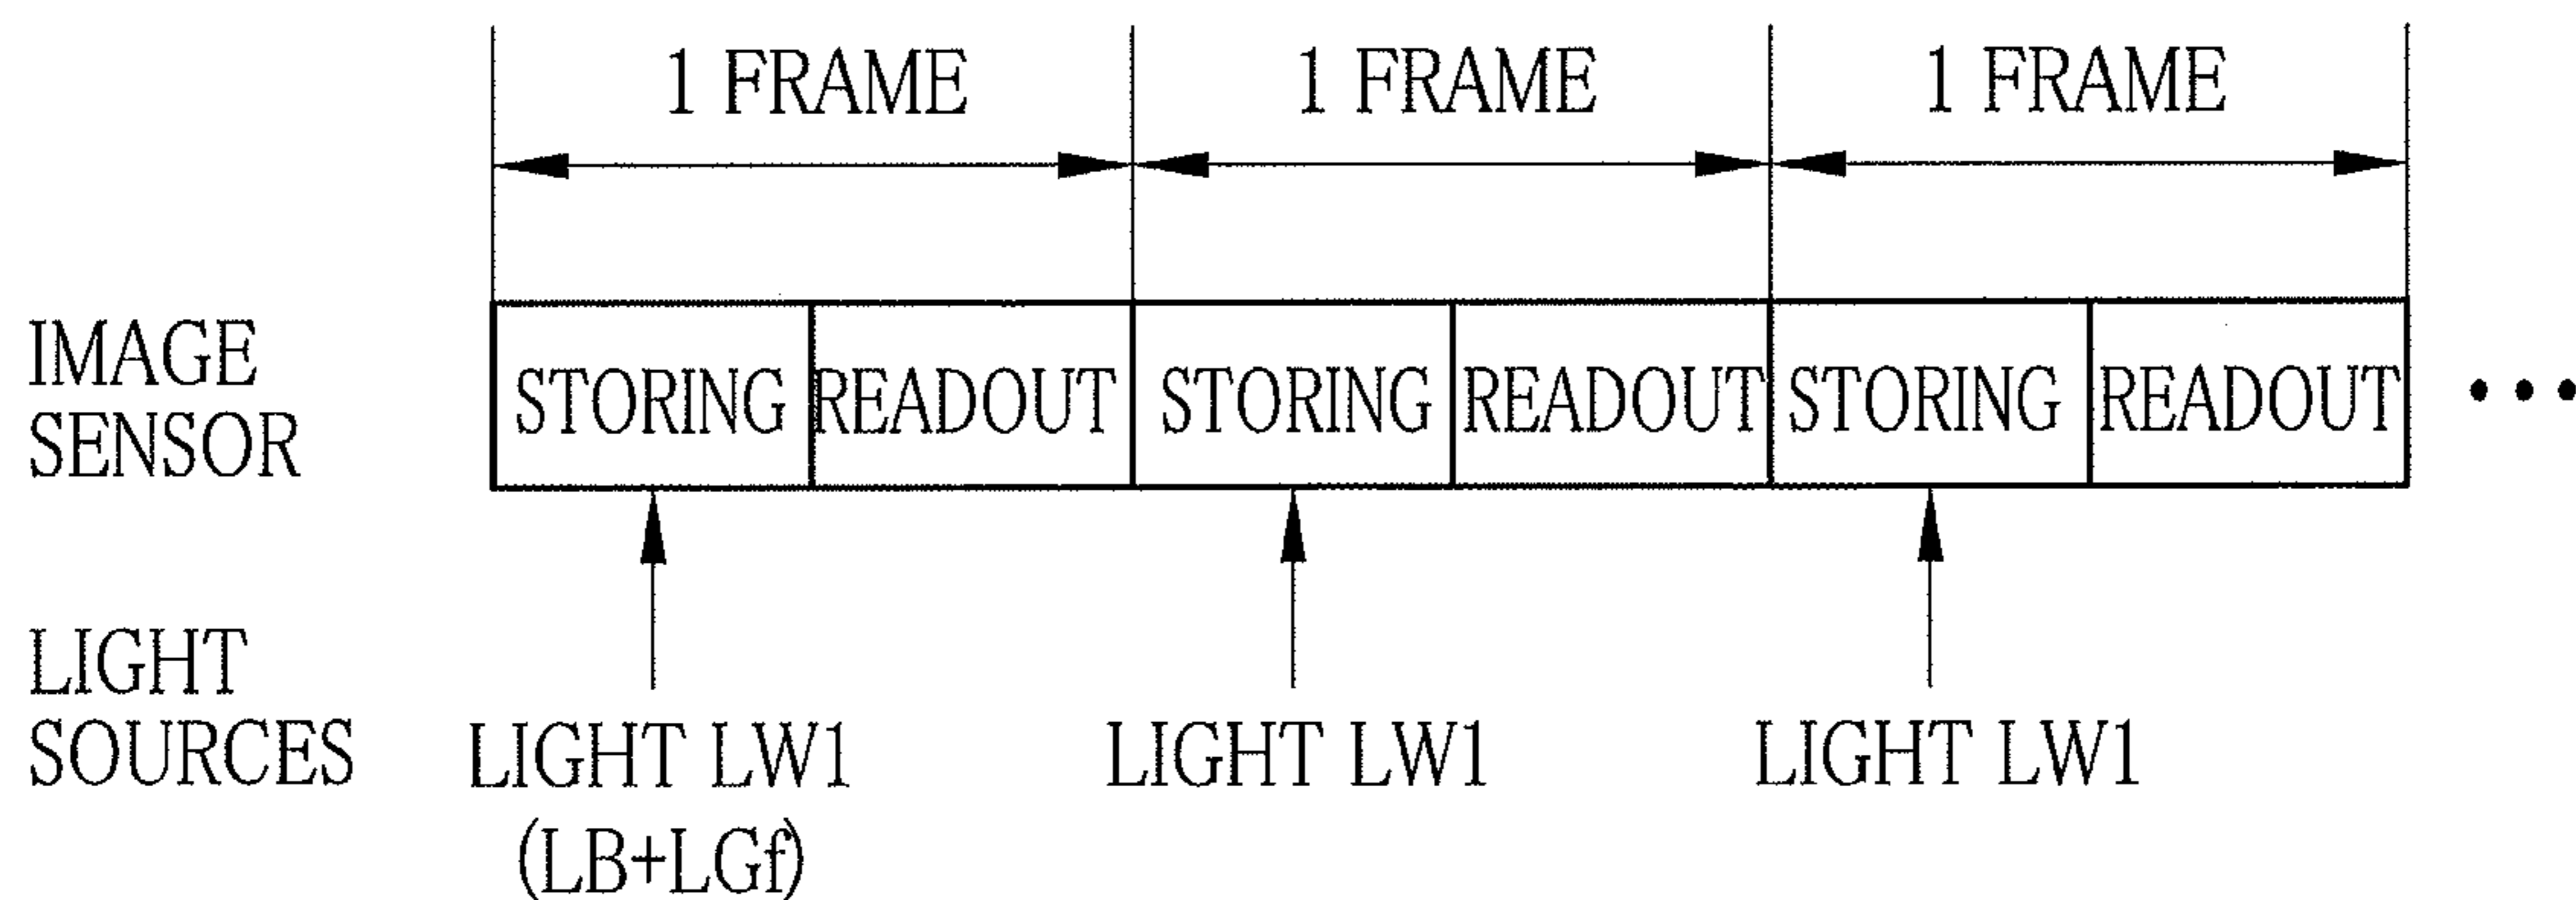 1 FRAME 1 FRAME 1 FRAME
IMAGE
SENSOR
STORING READOUT STORING READOUT STORING READOUT
LIGHT
SOURCES
LIGHT LW1
(LB+LGf)
LIGHT LW1
LIGHT LW1